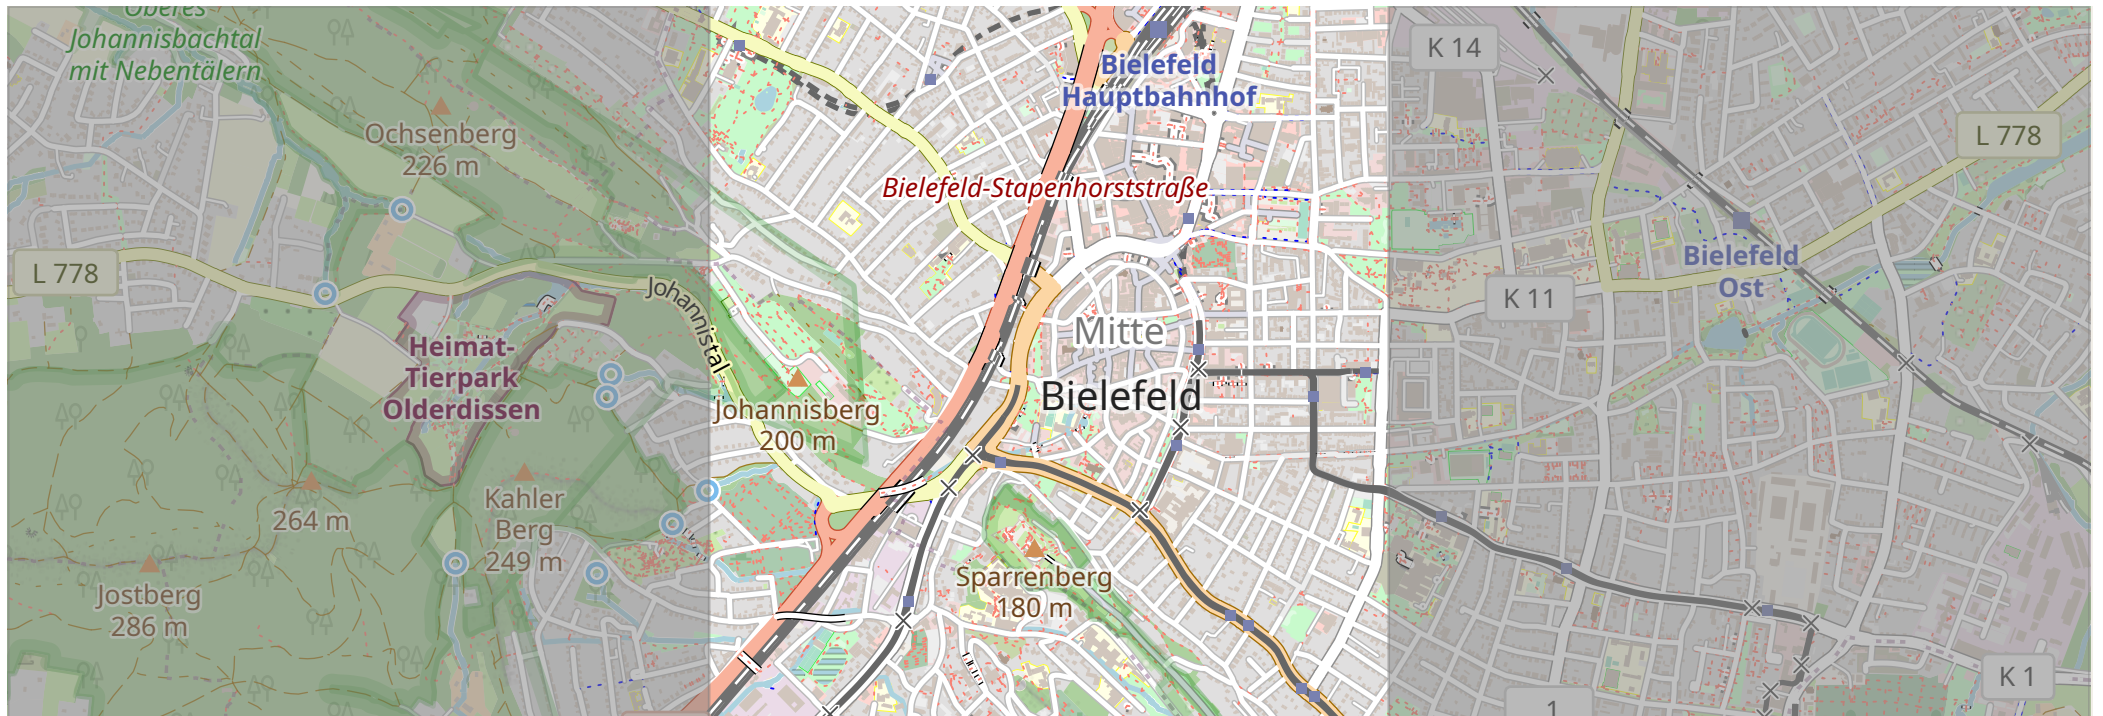 Oberes
Johannisbachtal
mit Nebentälern
Ochsenberg
226 m
L 778
Johannistal
Heimat-
Tierpark
Olderdissen
264 m
Kahler
Berg
249 m
Jostberg
286 m
Bielefeld
Hauptbahnhof
Bielefeld-Stapenhorststraße
Mitte
Bielefeld
Johannisberg
200 m
Sparrenberg
180 m
K 14
L 778
Bielefeld
Ost
K 11
K 1
1